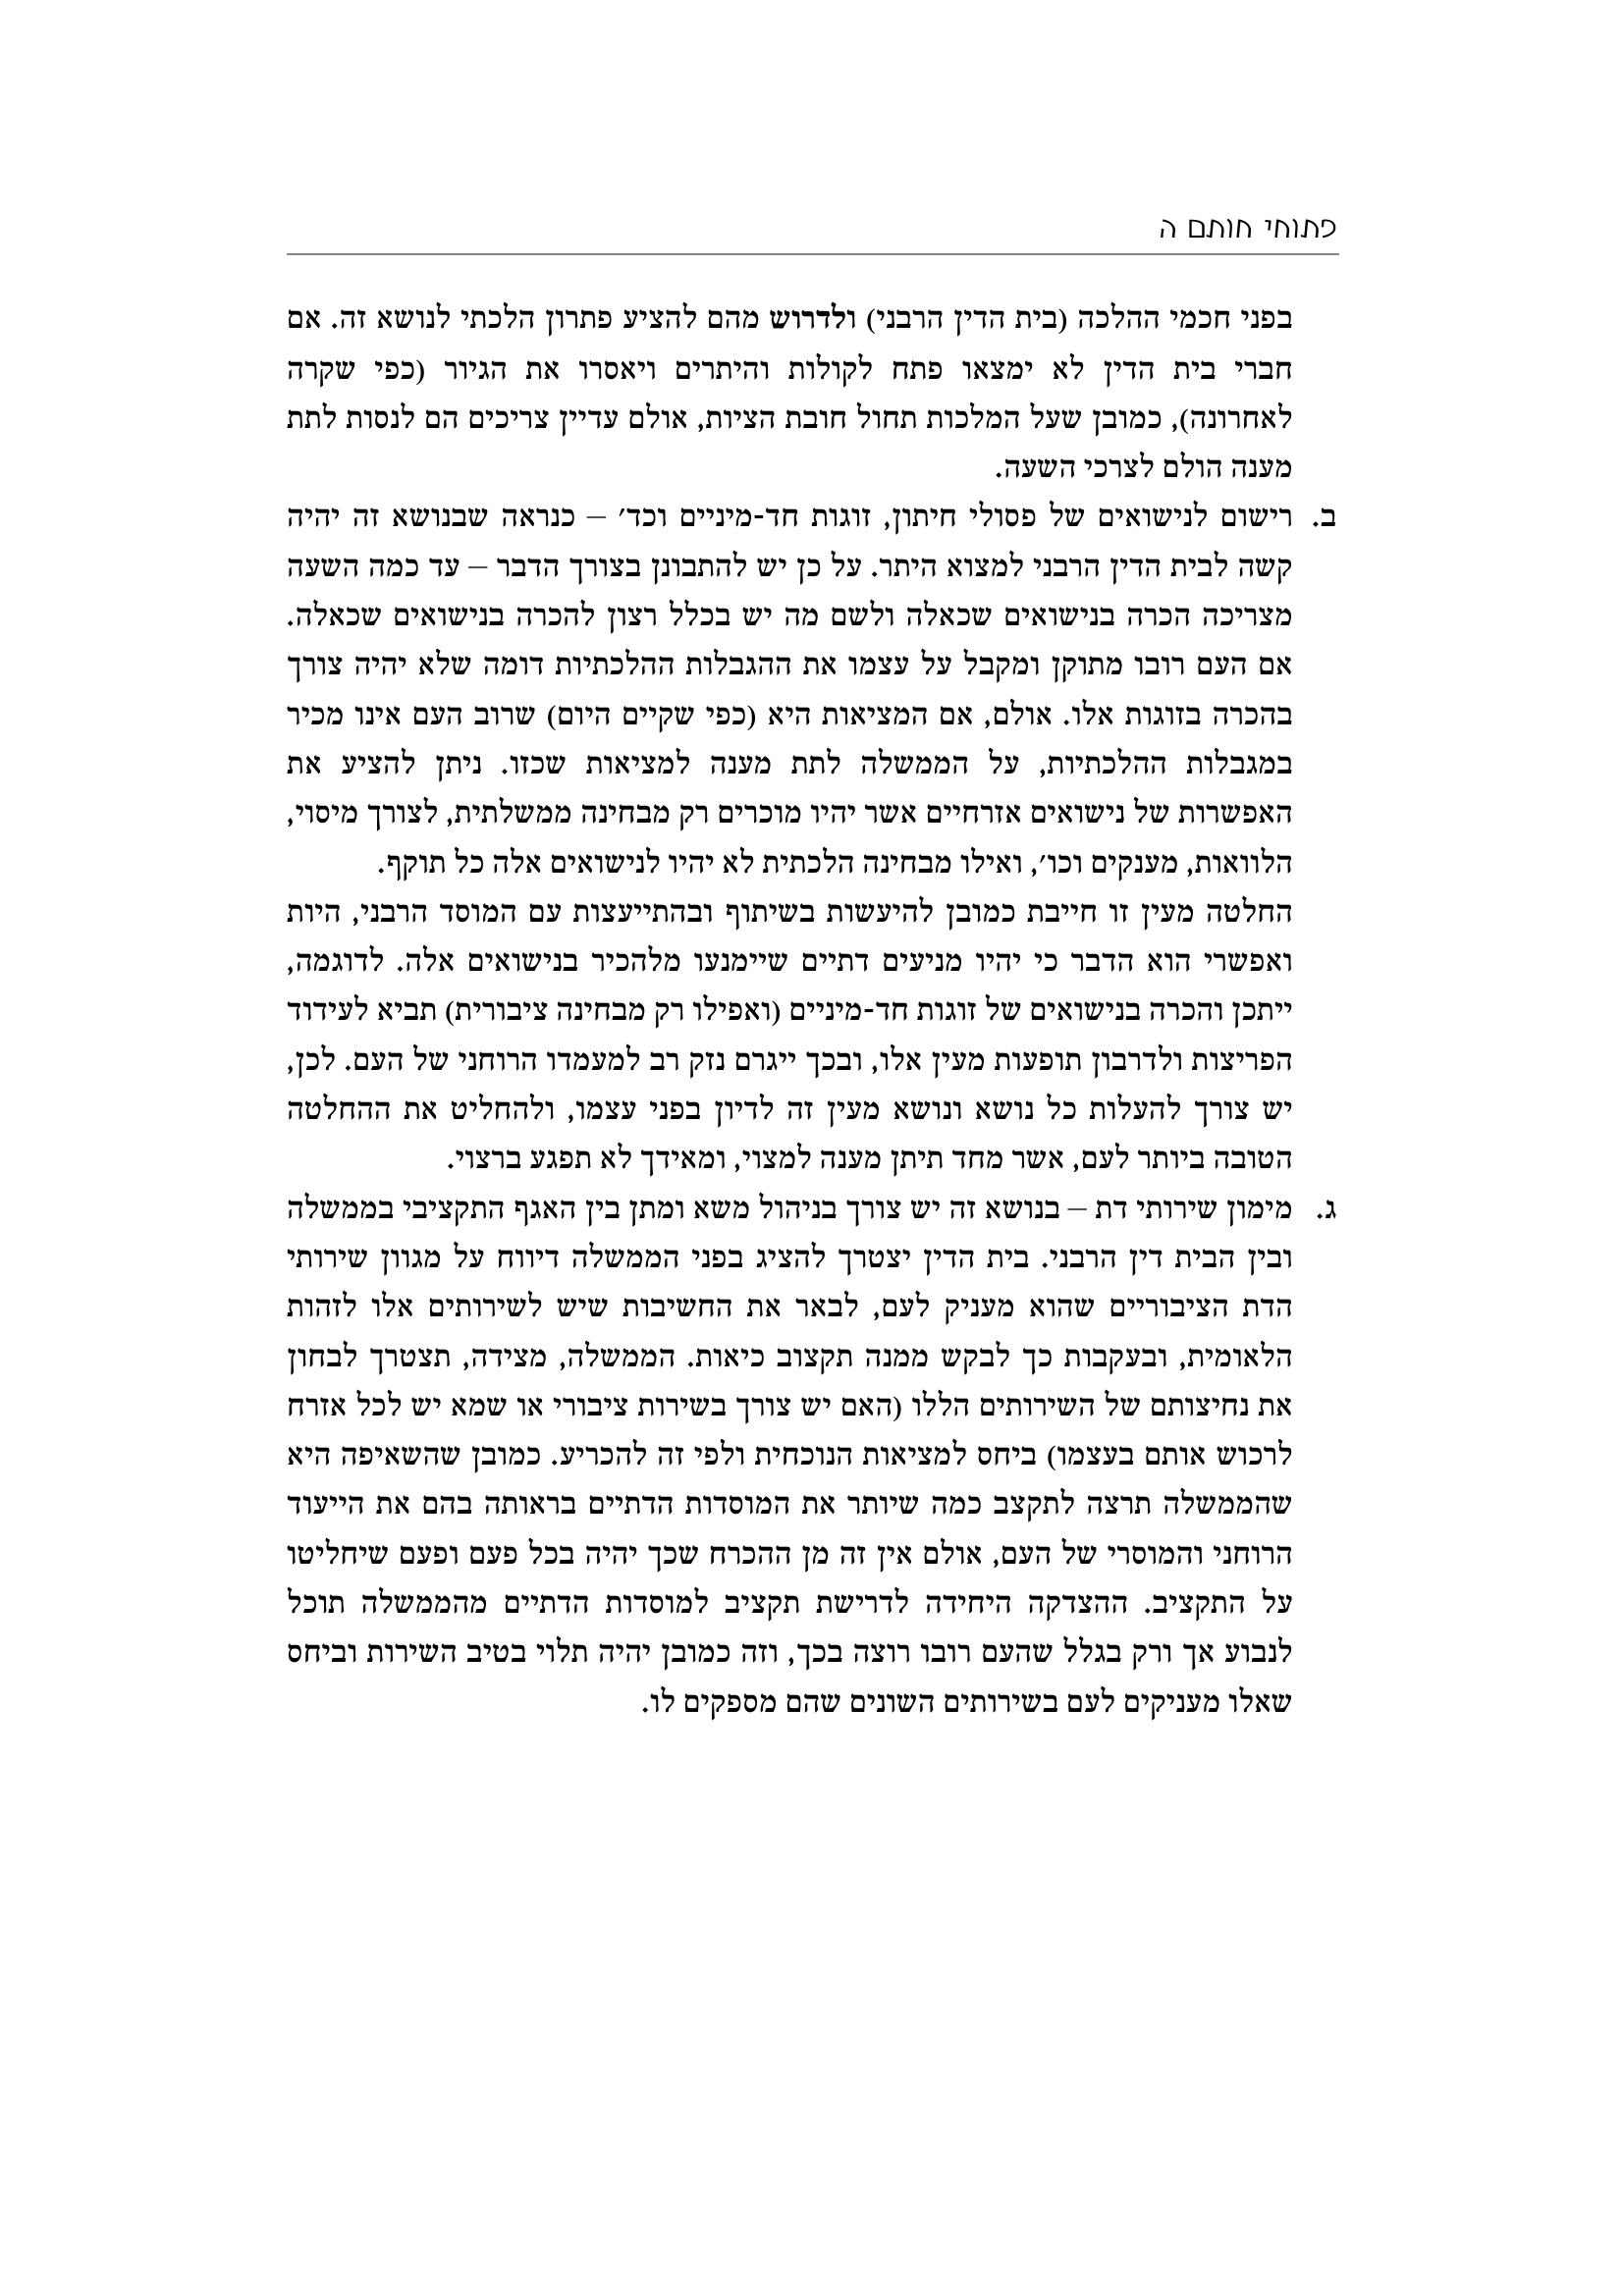 פתוחי חותם ה
בפני חכמי ההלכה (בית הדין הרבני) ולדרוש מהם להציע פתרון הלכתי לנושא זה. אם
חברי בית הדין לא ימצאו פתח לקולות והיתרים ויאסרו את הגיור (כפי שקרה
לאחרונה), כמובן שעל המלכות תחול חובת הציות, אולם עדיין צריכים הם לנסות לתת
מענה הולם לצרכי השעה.
ב. רישום לנישואים של פסולי חיתון, זוגות חד-מיניים וכד׳ – כנראה שבנושא זה יהיה
קשה לבית הדין הרבני למצוא היתר. על כן יש להתבונן בצורך הדבר – עד כמה השעה
מצריכה הכרה בנישואים שכאלה ולשם מה יש בכלל רצון להכרה בנישואים שכאלה.
אם העם רובו מתוקן ומקבל על עצמו את ההגבלות ההלכתיות דומה שלא יהיה צורך
בהכרה בזוגות אלו. אולם, אם המציאות היא (כפי שקיים היום) שרוב העם אינו מכיר
במגבלות ההלכתיות, על הממשלה לתת מענה למציאות שכזו. ניתן להציע את
האפשרות של נישואים אזרחיים אשר יהיו מוכרים רק מבחינה ממשלתית, לצורך מיסוי,
הלוואות, מענקים וכו׳, ואילו מבחינה הלכתית לא יהיו לנישואים אלה כל תוקף.
החלטה מעין זו חייבת כמובן להיעשות בשיתוף ובהתייעצות עם המוסד הרבני, היות
ואפשרי הוא הדבר כי יהיו מניעים דתיים שיימנעו מלהכיר בנישואים אלה. לדוגמה,
ייתכן והכרה בנישואים של זוגות חד-מיניים (ואפילו רק מבחינה ציבורית) תביא לעידוד
הפריצות ולדרבון תופעות מעין אלו, ובכך ייגרם נזק רב למעמדו הרוחני של העם. לכן,
יש צורך להעלות כל נושא ונושא מעין זה לדיון בפני עצמו, ולהחליט את ההחלטה
הטובה ביותר לעם, אשר מחד תיתן מענה למצוי, ומאידך לא תפגע ברצוי.
ג. מימון שירותי דת – בנושא זה יש צורך בניהול משא ומתן בין האגף התקציבי בממשלה
ובין הבית דין הרבני. בית הדין יצטרך להציג בפני הממשלה דיווח על מגוון שירותי
הדת הציבוריים שהוא מעניק לעם, לבאר את החשיבות שיש לשירותים אלו לזהות
הלאומית, ובעקבות כך לבקש ממנה תקצוב כיאות. הממשלה, מצידה, תצטרך לבחון
את נחיצותם של השירותים הללו (האם יש צורך בשירות ציבורי או שמא יש לכל אזרח
לרכוש אותם בעצמו) ביחס למציאות הנוכחית ולפי זה להכריע. כמובן שהשאיפה היא
שהממשלה תרצה לתקצב כמה שיותר את המוסדות הדתיים בראותה בהם את הייעוד
הרוחני והמוסרי של העם, אולם אין זה מן ההכרח שכך יהיה בכל פעם ופעם שיחליטו
על התקציב. ההצדקה היחידה לדרישת תקציב למוסדות הדתיים מהממשלה תוכל
לנבוע אך ורק בגלל שהעם רובו רוצה בכך, וזה כמובן יהיה תלוי בטיב השירות וביחס
שאלו מעניקים לעם בשירותים השונים שהם מספקים לו.